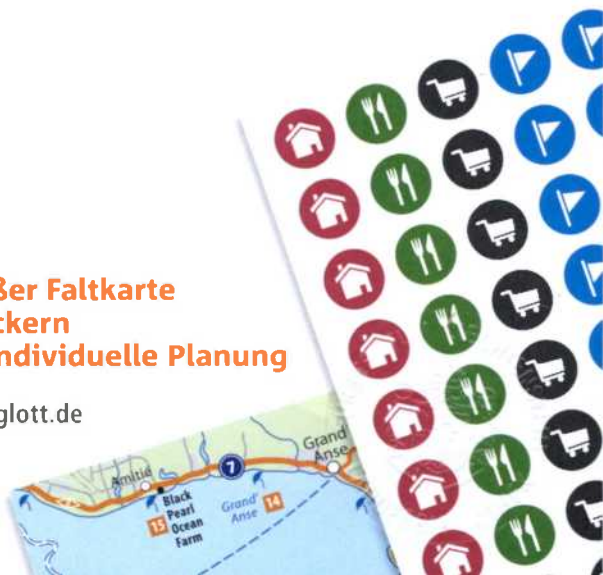 ßer Faltkarte
ckern
ndividuelle Planung
glott.de
Grand
Anse
Amitié
7
Black
Pearl
15 Ocean
Farm
Grand'
Anse 14